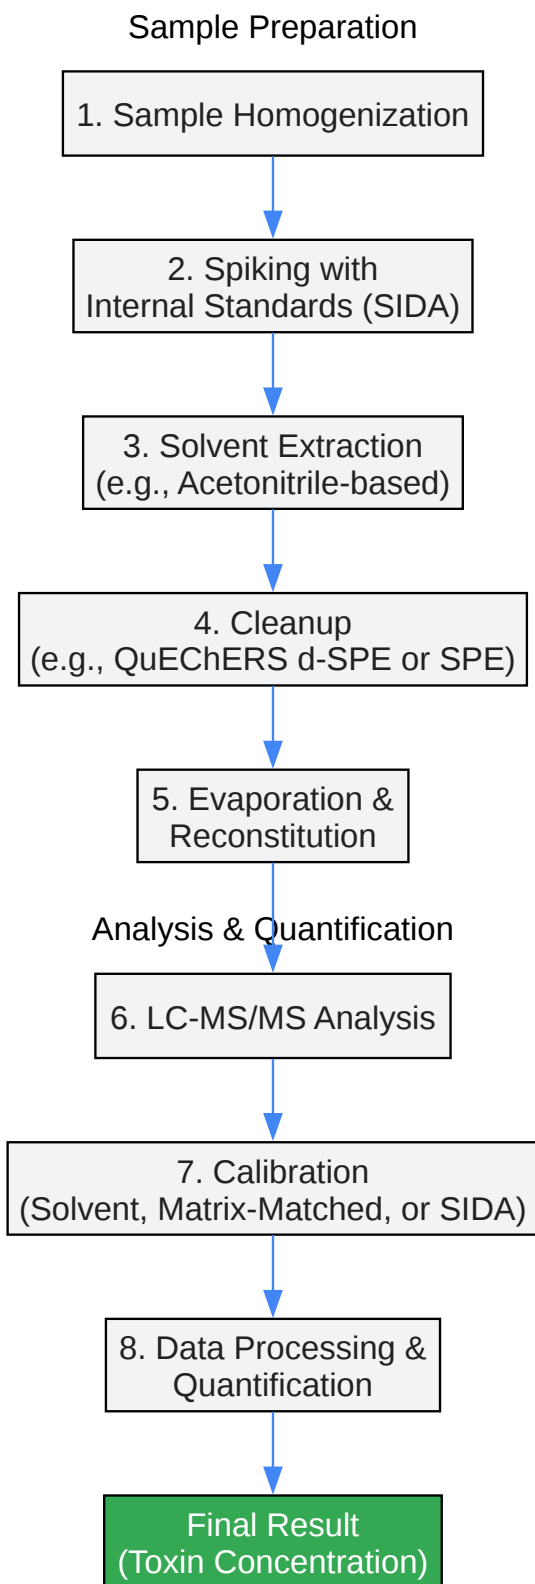 Sample Preparation
1. Sample Homogenization
2. Spiking with
Internal Standards (SIDA)
3. Solvent Extraction
(e.g., Acetonitrile-based)
4. Cleanup
(e.g., QuEChERS d-SPE or SPE)
5. Evaporation &
Reconstitution
Analysis & Quantification
6. LC-MS/MS Analysis
7. Calibration
(Solvent, Matrix-Matched, or SIDA)
8. Data Processing &
Quantification
Final Result
(Toxin Concentration)